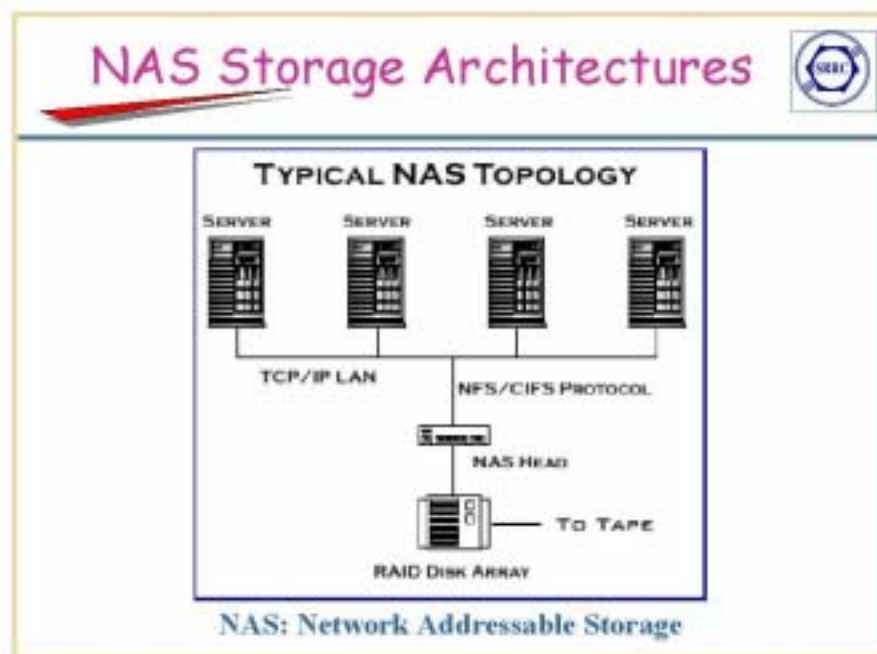 NAS Storage Architectures
SRRC
TYPICAL NAS TOPOLOGY
SERVER SERVER SERVER SERVER
TCP/IP LAN
NFS/CIFS PROTOCOL
NAS HEAD
TO TAPE
RAID DISK ARRAY
NAS: Network Addressable Storage